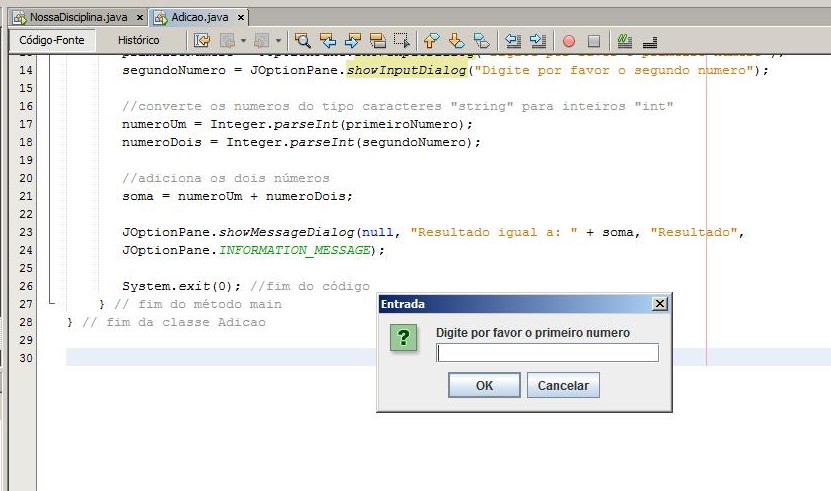 NossaDisciplina.java × Adicao.java ×
Código-Fonte Histórico
14 segundoNumero = JOptionPane.showInputDialog("Digite por favor o segundo numero");
15
16 //converte os numeros do tipo caracteres "string" para inteiros "int"
17 numeroUm = Integer.parseInt(primeiroNumero);
18 numeroDois = Integer.parseInt(segundoNumero);
19
20 //adiciona os dois números
21 soma = numeroUm + numeroDois;
22
23 JOptionPane.showMessageDialog(null, "Resultado igual a: " + soma, "Resultado",
24 JOptionPane.INFORMATION_MESSAGE);
25
26 System.exit(0); //fim do código
27 } // fim do método main
28 } // fim da classe Adicao
29
30
Entrada
Digite por favor o primeiro numero
OK Cancelar